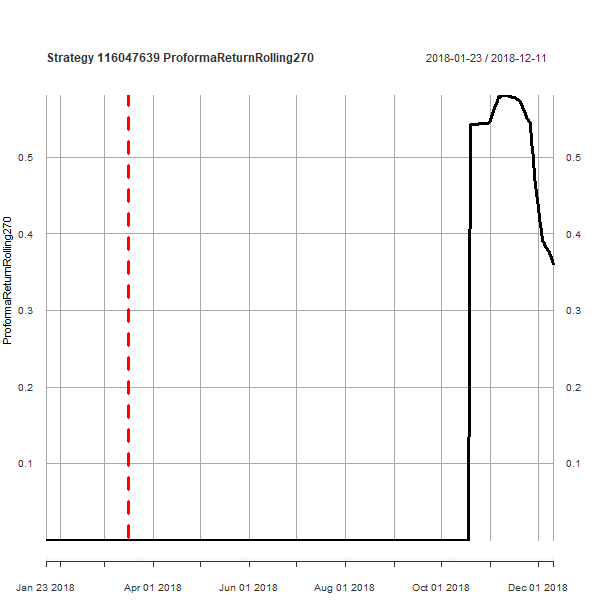 Strategy 116047639 ProformaReturnRolling270
2018-01-23 / 2018-12-11
ProformaReturnRolling270
0.5
0.4
0.3
0.2
0.1
0.5
0.4
0.3
0.2
0.1
Jan 23 2018
Apr 01 2018
Jun 01 2018
Aug 01 2018
Oct 01 2018
Dec 01 2018